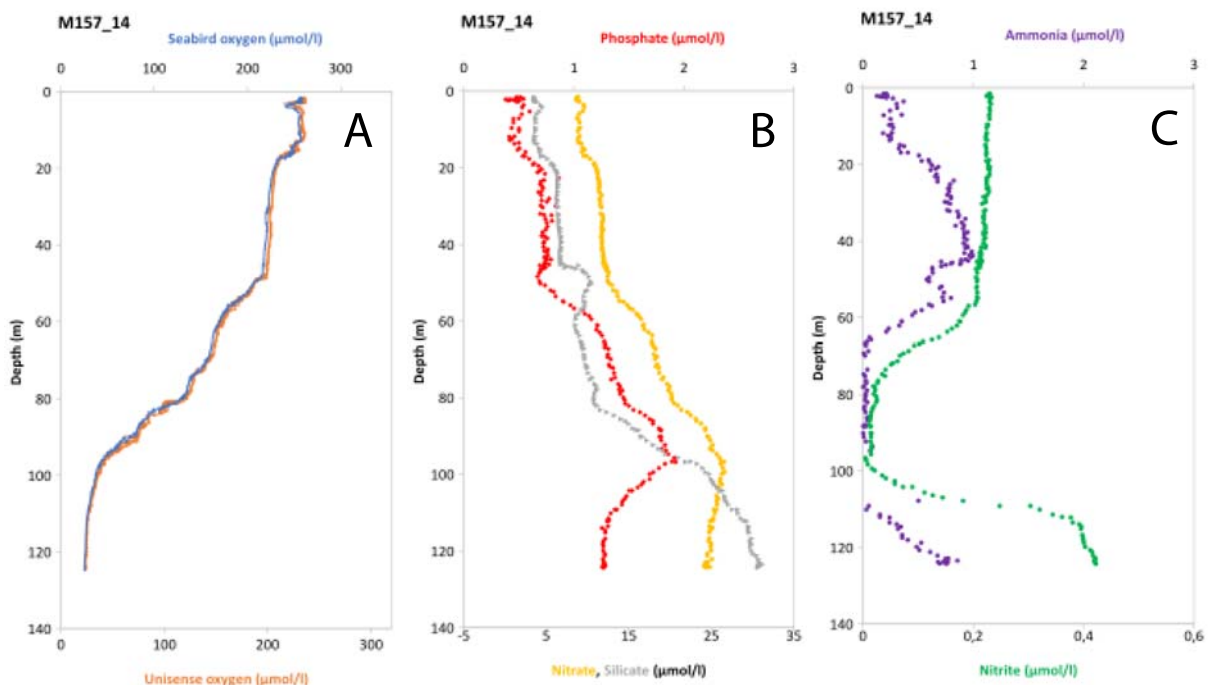 M157_14
Seabird oxygen (µmol/l)
0 100 200 300
A
0
20
40
60
80
100
120
140
Depth (m)
0 100 200 300
Unisense oxygen (µmol/l)
M157_14
Phosphate (µmol/l)
0 1 2 3
B
0
20
40
60
80
100
120
140
Depth (m)
-5 5 15 25 35
Nitrate, Silicate (µmol/l)
M157_14
Ammonia (µmol/l)
0 1 2 3
C
0
20
40
60
80
100
120
140
Depth (m)
0 0,2 0,4 0,6
Nitrite (µmol/l)